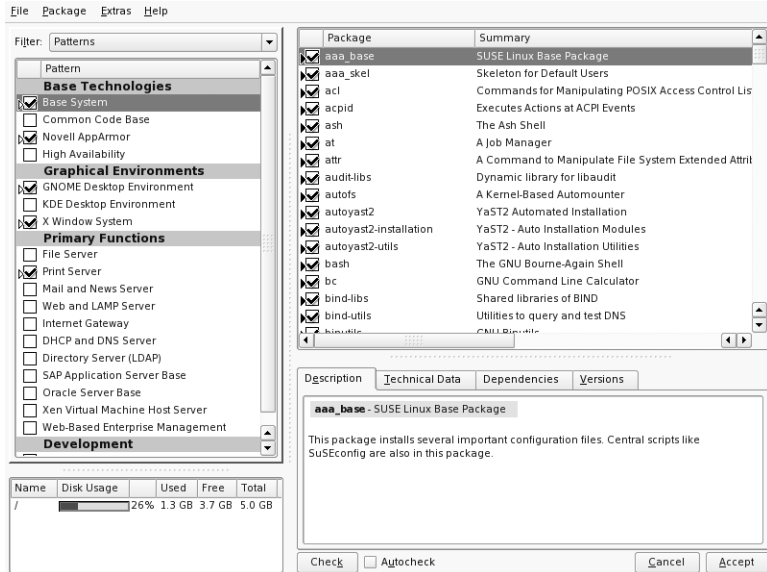 File Package Extras Help
Filter: Patterns
Pattern
Base Technologies
Base System
Common Code Base
Novell AppArmor
High Availability
Graphical Environments
GNOME Desktop Environment
KDE Desktop Environment
X Window System
Primary Functions
File Server
Print Server
Mail and News Server
Web and LAMP Server
Internet Gateway
DHCP and DNS Server
Directory Server (LDAP)
SAP Application Server Base
Oracle Server Base
Xen Virtual Machine Host Server
Web-Based Enterprise Management
Development
Name Disk Usage Used Free Total
/ 26% 1.3 GB 3.7 GB 5.0 GB
Package Summary
aaa_base SUSE Linux Base Package
aaa_skel Skeleton for Default Users
acl Commands for Manipulating POSIX Access Control Lis
acpid Executes Actions at ACPI Events
ash The Ash Shell
at A Job Manager
attr A Command to Manipulate File System Extended Attrib
audit-libs Dynamic library for libaudit
autofs A Kernel-Based Automounter
autoyast2 YaST2 Automated Installation
autoyast2-installation YaST2 - Auto Installation Modules
autoyast2-utils YaST2 - Auto Installation Utilities
bash The GNU Bourne-Again Shell
bc GNU Command Line Calculator
bind-libs Shared libraries of BIND
bind-utils Utilities to query and test DNS
binutils GNU Binutils
Description Technical Data Dependencies Versions
aaa_base - SUSE Linux Base Package
This package installs several important configuration files. Central scripts like
SuSEconfig are also in this package.
Check Autocheck Cancel Accept